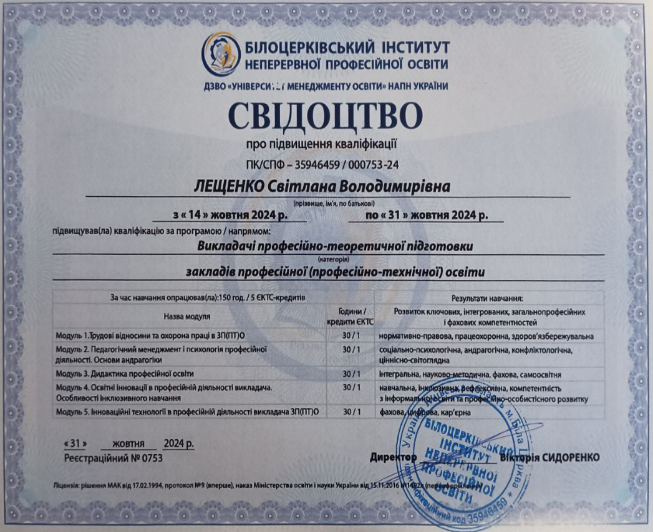 БІЛОЦЕРКІВСЬКИЙ ІНСТИТУТ
НЕПЕРЕРВНОЇ ПРОФЕСІЙНОЇ ОСВІТИ
ДЗВО «УНІВЕРСИТЕТ МЕНЕДЖМЕНТУ ОСВІТИ» НАПН УКРАЇНИ
СВІДОЦТВО
про підвищення кваліфікації
ПК/СПФ – 35946459 / 000753-24
ЛЕЩЕНКО Світлана Володимирівна
(прізвище, ім'я, по батькові)
з « 14 » жовтня 2024 р. по « 31 » жовтня 2024 р.
підвищував(ла) кваліфікацію за програмою / напрямом:
Викладачі професійно-теоретичної підготовки
(категорія)
закладів професійної (професійно-технічної) освіти
За час навчання опрацював(ла):150 год. / 5 ЄКТС-кредитів
Назва модуля
Години / кредити ЄКТС
Результати навчання:
Розвиток ключових, інтегрованих, загальнопрофесійних
і фахових компетентностей
Модуль 1.Трудові відносини та охорона праці в ЗП(ПТ)О 30 / 1 нормативно-правова, працеохоронна, здоров'язбережувальна
Модуль 2. Педагогічний менеджмент і психологія професійної 30 / 1 соціально-психологічна, андрагогічна, конфліктологічна,
діяльності. Основи андрагогіки ціннісно-світоглядна
Модуль 3. Дидактика професійної освіти 30 / 1 інтегральна, науково-методична, фахова, самоосвітня
Модуль 4. Освітні інновації в професійній діяльності викладача. 30 / 1 навчальна, інклюзивна, рефлексивна, компетентність
Особливості інклюзивного навчання з інформальної освіти та професійно-особистісного розвитку
Модуль 5. Інноваційні технології в професійній діяльності викладача ЗП(ПТ)О 30 / 1 фахова, цифрова, кар'єрна
« 31 » жовтня 2024 р.
Реєстраційний № 0753
Директор Вікторія СИДОРЕНКО
БІЛОЦЕРКІВСЬКИЙ
ІНСТИТУТ
НЕПЕРЕРВНОЇ
ПРОФЕСІЙНОЇ
ОСВІТИ
Ліцензія: рішення МАК від 17.02.1994, протокол №9 (вперше), наказ Міністерства освіти і науки України від 15.11.2016